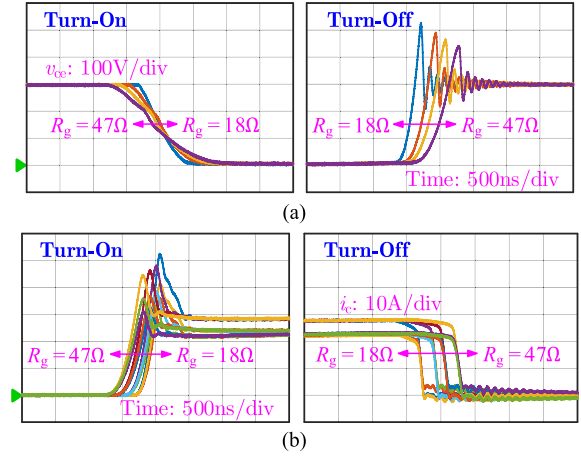 Turn-On
Turn-Off
v_ce: 100V/div
R_g = 47Ω
R_g = 18Ω
R_g = 18Ω
R_g = 47Ω
Time: 500ns/div
(a)
Turn-On
Turn-Off
i_c: 10A/div
R_g = 47Ω
R_g = 18Ω
R_g = 18Ω
R_g = 47Ω
Time: 500ns/div
(b)